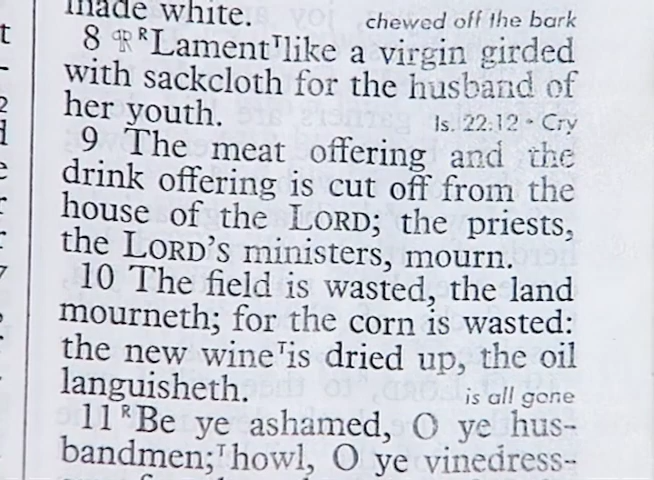 made white.
chewed off the bark
8 ¶ ᴿLamentᵀlike a virgin girded
with sackcloth for the husband of
her youth.
Is. 22:12 · Cry
9 The meat offering and the
drink offering is cut off from the
house of the LORD; the priests,
the LORD'S ministers, mourn.
10 The field is wasted, the land
mourneth; for the corn is wasted:
the new wineᵀis dried up, the oil
languisheth.
is all gone
11 ᴿBe ye ashamed, O ye hus-
bandmen;ᵀhowl, O ye vinedress-